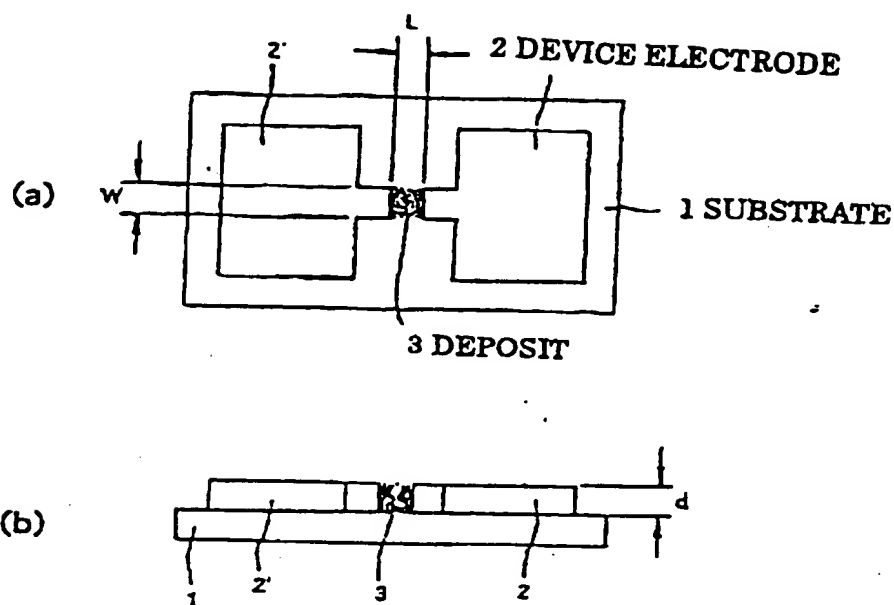 L
2' 2 DEVICE ELECTRODE
(a) W 1 SUBSTRATE
3 DEPOSIT
(b) d
1 2' 3 2